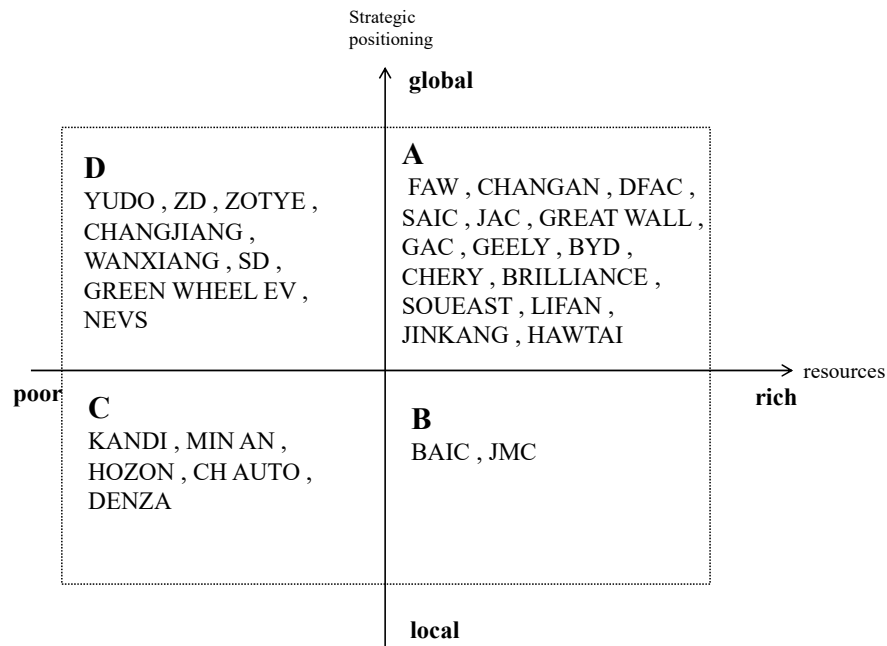 Strategic
positioning
global
D
YUDO , ZD , ZOTYE ,
CHANGJIANG ,
WANXIANG , SD ,
GREEN WHEEL EV ,
NEVS
A
FAW , CHANGAN , DFAC ,
SAIC , JAC , GREAT WALL ,
GAC , GEELY , BYD ,
CHERY , BRILLIANCE ,
SOUEAST , LIFAN ,
JINKANG , HAWTAI
resources
poor
rich
C
KANDI , MIN AN ,
HOZON , CH AUTO ,
DENZA
B
BAIC , JMC
local